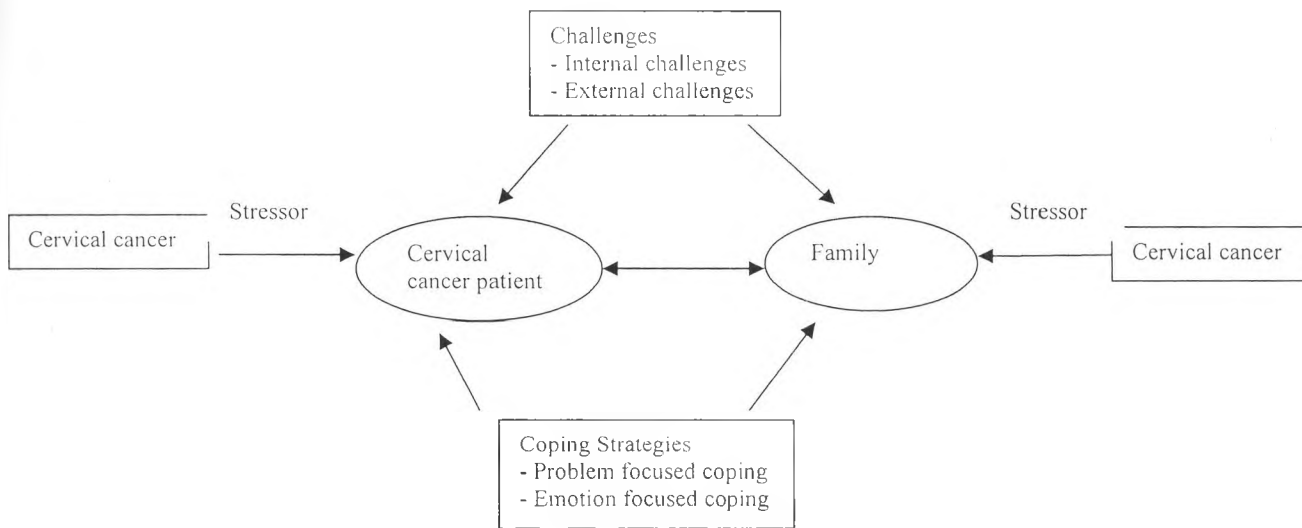 Challenges
- Internal challenges
- External challenges
Stressor
Stressor
Cervical cancer
Cervical
cancer patient
Family
Cervical cancer
Coping Strategies
- Problem focused coping
- Emotion focused coping